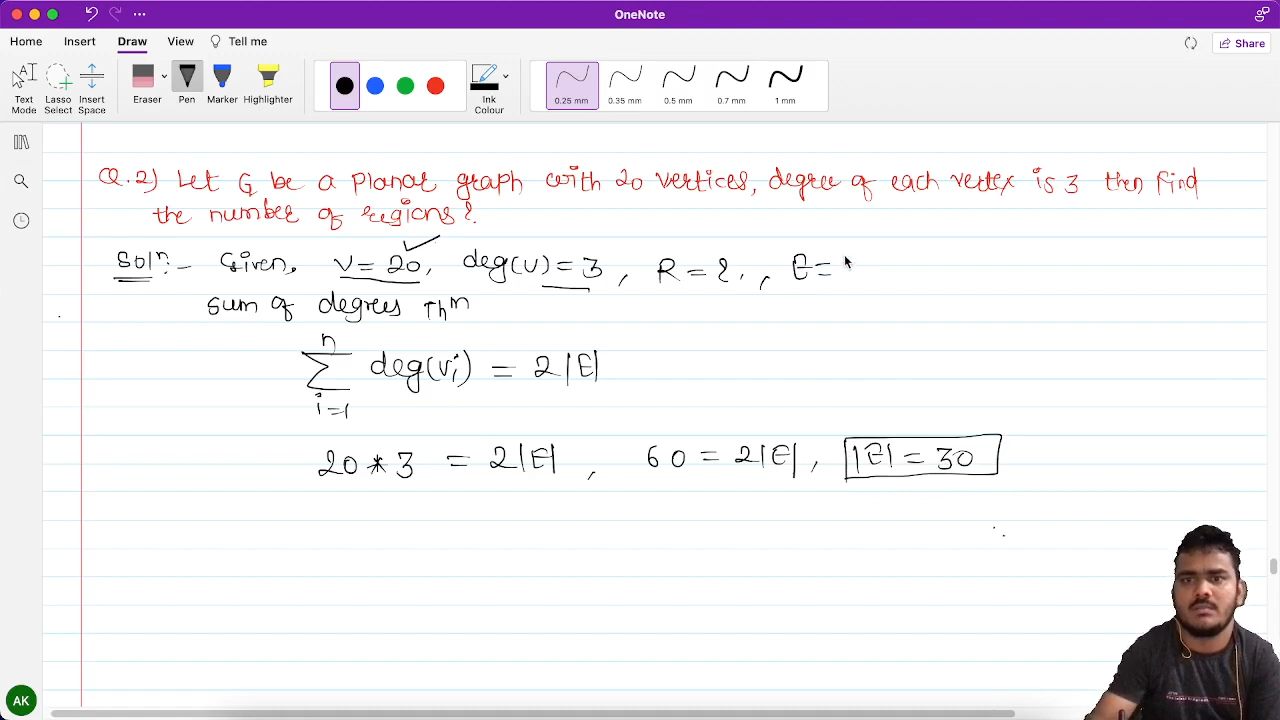 OneNote
Home Insert Draw View Tell me
Share
Text Mode
Lasso Select
Insert Space
Eraser
Pen
Marker
Highlighter
Ink Colour
0.25 mm
0.35 mm
0.5 mm
0.7 mm
1 mm
Q.2) Let G be a planar graph with 20 vertices, degree of each vertex is 3 then find
the number of regions?
Solⁿ:- Given, V = 20, deg(v) = 3, R = ?, , E =
sum of degrees Thᵐ
n
∑ deg(vi) = 2|E|
i=1
20 * 3 = 2|E| , 60 = 2|E|, |E| = 30
AK